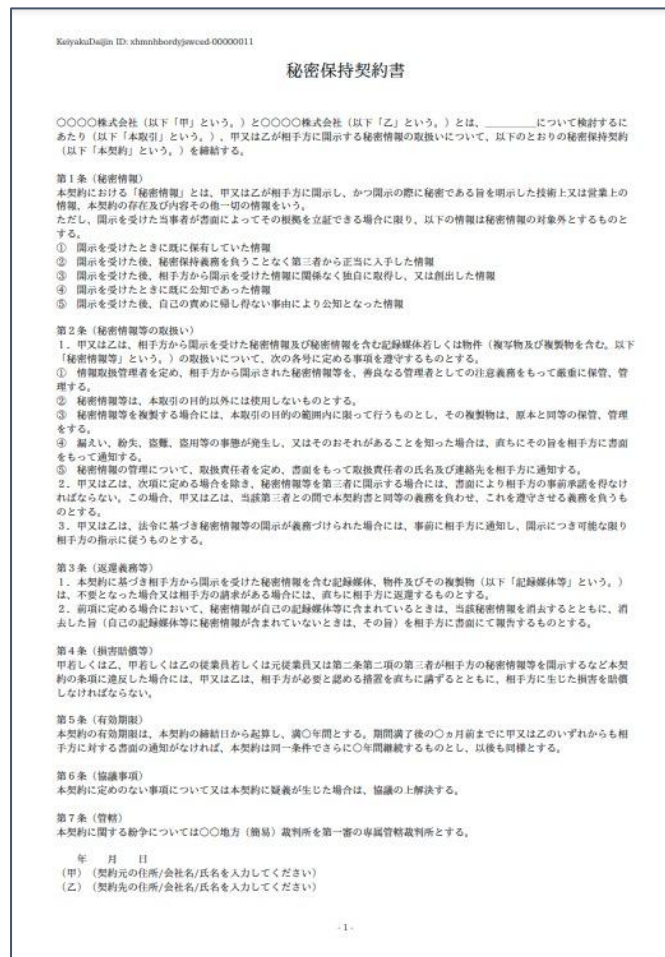 KeiyakuDaijin ID: xhmnhbordyjswced-00000011
秘密保持契約書
〇〇〇〇株式会社（以下「甲」という。）と〇〇〇〇株式会社（以下「乙」という。）とは、________について検討するに
あたり（以下「本取引」という。）、甲又は乙が相手方に開示する秘密情報の取扱いについて、以下のとおりの秘密保持契約
（以下「本契約」という。）を締結する。
第１条（秘密情報）
本契約における「秘密情報」とは、甲又は乙が相手方に開示し、かつ開示の際に秘密である旨を明示した技術上又は営業上の
情報、本契約の存在及び内容その他一切の情報をいう。
ただし、開示を受けた当事者が書面によってその根拠を立証できる場合に限り、以下の情報は秘密情報の対象外とするものと
する。
① 開示を受けたときに既に保有していた情報
② 開示を受けた後、秘密保持義務を負うことなく第三者から正当に入手した情報
③ 開示を受けた後、相手方から開示を受けた情報に関係なく独自に取得し、又は創出した情報
④ 開示を受けたときに既に公知であった情報
⑤ 開示を受けた後、自己の責めに帰し得ない事由により公知となった情報
第２条（秘密情報等の取扱い）
１．甲又は乙は、相手方から開示を受けた秘密情報及び秘密情報を含む記録媒体若しくは物件（複写物及び複製物を含む。以下
「秘密情報等」という。）の取扱いについて、次の各号に定める事項を遵守するものとする。
① 情報取扱管理者を定め、相手方から開示された秘密情報等を、善良なる管理者としての注意義務をもって厳重に保管、管
理する。
② 秘密情報等は、本取引の目的以外には使用しないものとする。
③ 秘密情報等を複製する場合には、本取引の目的の範囲内に限って行うものとし、その複製物は、原本と同等の保管、管理
をする。
④ 漏えい、紛失、盗難、盗用等の事態が発生し、又はそのおそれがあることを知った場合は、直ちにその旨を相手方に書面
をもって通知する。
⑤ 秘密情報の管理について、取扱責任者を定め、書面をもって取扱責任者の氏名及び連絡先を相手方に通知する。
２．甲又は乙は、次項に定める場合を除き、秘密情報等を第三者に開示する場合には、書面により相手方の事前承諾を得なけ
ればならない。この場合、甲又は乙は、当該第三者との間で本契約書と同等の義務を負わせ、これを遵守させる義務を負うも
のとする。
３．甲又は乙は、法令に基づき秘密情報等の開示が義務づけられた場合には、事前に相手方に通知し、開示につき可能な限り
相手方の指示に従うものとする。
第３条（返還義務等）
１．本契約に基づき相手方から開示を受けた秘密情報を含む記録媒体、物件及びその複製物（以下「記録媒体等」という。）
は、不要となった場合又は相手方の請求がある場合には、直ちに相手方に返還するものとする。
２．前項に定める場合において、秘密情報が自己の記録媒体等に含まれているときは、当該秘密情報を消去するとともに、消
去した旨（自己の記録媒体等に秘密情報が含まれていないときは、その旨）を相手方に書面にて報告するものとする。
第４条（損害賠償等）
甲若しくは乙、甲若しくは乙の従業員若しくは元従業員又は第二条第二項の第三者が相手方の秘密情報等を開示するなど本契
約の条項に違反した場合には、甲又は乙は、相手方が必要と認める措置を直ちに講ずるとともに、相手方に生じた損害を賠償
しなければならない。
第５条（有効期限）
本契約の有効期限は、本契約の締結日から起算し、満〇年間とする。期間満了後の〇ヵ月前までに甲又は乙のいずれからも相
手方に対する書面の通知がなければ、本契約は同一条件でさらに〇年間継続するものとし、以後も同様とする。
第６条（協議事項）
本契約に定めのない事項について又は本契約に疑義が生じた場合は、協議の上解決する。
第７条（管轄）
本契約に関する紛争については〇〇地方（簡易）裁判所を第一審の専属管轄裁判所とする。
年　月　日
（甲）（契約元の住所/会社名/氏名を入力してください）
（乙）（契約先の住所/会社名/氏名を入力してください）
- 1 -